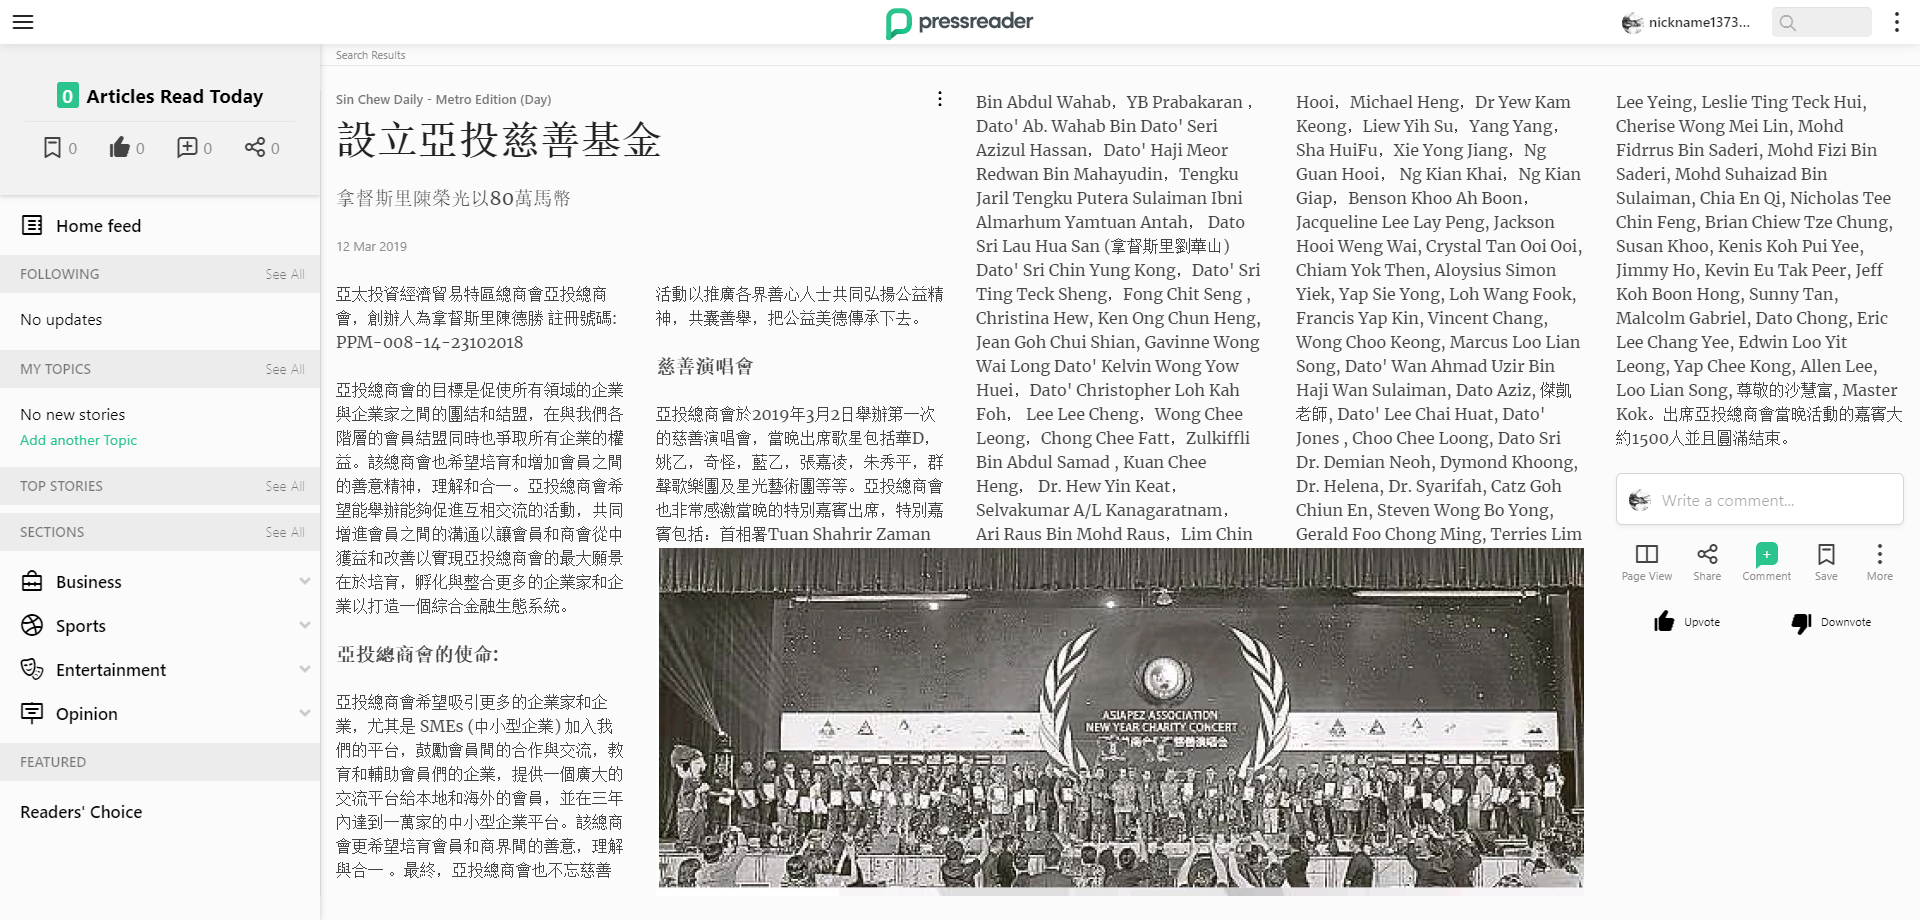 pressreader
nickname1373...
Search Results
0 Articles Read Today
0
0
0
0
Home feed
FOLLOWING
See All
No updates
MY TOPICS
See All
No new stories
Add another Topic
TOP STORIES
See All
SECTIONS
See All
Business
Sports
Entertainment
Opinion
FEATURED
Readers' Choice
Sin Chew Daily - Metro Edition (Day)
設立亞投慈善基金
拿督斯里陳榮光以80萬馬幣
12 Mar 2019
亞太投資經濟貿易特區總商會亞投總商
會，創辦人為拿督斯里陳德勝 註冊號碼:
PPM-008-14-23102018
亞投總商會的目標是促使所有領域的企業
與企業家之間的團結和結盟，在與我們各
階層的會員結盟同時也爭取所有企業的權
益。該總商會也希望培育和增加會員之間
的善意精神，理解和合一。亞投總商會希
望能舉辦能夠促進互相交流的活動，共同
增進會員之間的溝通以讓會員和商會從中
獲益和改善以實現亞投總商會的最大願景
在於培育，孵化與整合更多的企業家和企
業以打造一個綜合金融生態系統。
亞投總商會的使命:
亞投總商會希望吸引更多的企業家和企
業，尤其是 SMEs (中小型企業) 加入我
們的平台，鼓勵會員間的合作與交流，教
育和輔助會員們的企業，提供一個廣大的
交流平台給本地和海外的會員，並在三年
內達到一萬家的中小型企業平台。該總商
會更希望培育會員和商界間的善意，理解
與合一 。最終，亞投總商會也不忘慈善
活動以推廣各界善心人士共同弘揚公益精
神，共襄善舉，把公益美德傳承下去。
慈善演唱會
亞投總商會於2019年3月2日舉辦第一次
的慈善演唱會，當晚出席歌星包括華D，
姚乙，奇怪，藍乙，張嘉凌，朱秀平，群
聲歌樂團及星光藝術團等等。亞投總商會
也非常感激當晚的特別嘉賓出席，特別嘉
賓包括：首相署Tuan Shahrir Zaman
Bin Abdul Wahab，YB Prabakaran ,
Dato' Ab. Wahab Bin Dato' Seri
Azizul Hassan，Dato' Haji Meor
Redwan Bin Mahayudin，Tengku
Jaril Tengku Putera Sulaiman Ibni
Almarhum Yamtuan Antah， Dato
Sri Lau Hua San (拿督斯里劉華山)
Dato' Sri Chin Yung Kong，Dato' Sri
Ting Teck Sheng，Fong Chit Seng ,
Christina Hew, Ken Ong Chun Heng,
Jean Goh Chui Shian, Gavinne Wong
Wai Long Dato' Kelvin Wong Yow
Huei，Dato' Christopher Loh Kah
Foh， Lee Lee Cheng，Wong Chee
Leong，Chong Chee Fatt，Zulkiffli
Bin Abdul Samad , Kuan Chee
Heng， Dr. Hew Yin Keat，
Selvakumar A/L Kanagaratnam，
Ari Raus Bin Mohd Raus，Lim Chin
Hooi，Michael Heng，Dr Yew Kam
Keong，Liew Yih Su，Yang Yang，
Sha HuiFu，Xie Yong Jiang，Ng
Guan Hooi， Ng Kian Khai，Ng Kian
Giap，Benson Khoo Ah Boon，
Jacqueline Lee Lay Peng, Jackson
Hooi Weng Wai, Crystal Tan Ooi Ooi,
Chiam Yok Then, Aloysius Simon
Yiek, Yap Sie Yong, Loh Wang Fook,
Francis Yap Kin, Vincent Chang,
Wong Choo Keong, Marcus Loo Lian
Song, Dato' Wan Ahmad Uzir Bin
Haji Wan Sulaiman, Dato Aziz, 傑凱
老師, Dato' Lee Chai Huat, Dato'
Jones , Choo Chee Loong, Dato Sri
Dr. Demian Neoh, Dymond Khoong,
Dr. Helena, Dr. Syarifah, Catz Goh
Chiun En, Steven Wong Bo Yong,
Gerald Foo Chong Ming, Terries Lim
Lee Yeing, Leslie Ting Teck Hui,
Cherise Wong Mei Lin, Mohd
Fidrrus Bin Saderi, Mohd Fizi Bin
Saderi, Mohd Suhaizad Bin
Sulaiman, Chia En Qi, Nicholas Tee
Chin Feng, Brian Chiew Tze Chung,
Susan Khoo, Kenis Koh Pui Yee,
Jimmy Ho, Kevin Eu Tak Peer, Jeff
Koh Boon Hong, Sunny Tan,
Malcolm Gabriel, Dato Chong, Eric
Lee Chang Yee, Edwin Loo Yit
Leong, Yap Chee Kong, Allen Lee,
Loo Lian Song, 尊敬的沙慧富, Master
Kok。出席亞投總商會當晚活動的嘉賓大
約1500人並且圓滿結束。
ASIAPEZ ASSOCIATION
NEW YEAR CHARITY CONCERT
慈善演唱會
Write a comment...
Page View
Share
Comment
Save
More
Upvote
Downvote